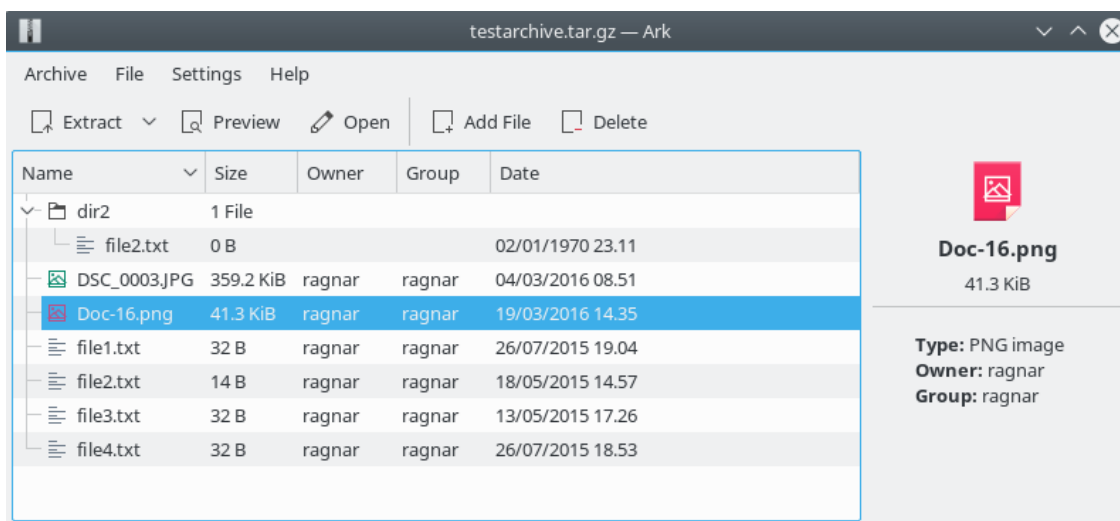 testarchive.tar.gz — Ark
Archive File Settings Help
Extract Preview Open Add File Delete
Name Size Owner Group Date
dir2 1 File
file2.txt 0 B 02/01/1970 23.11
DSC_0003.JPG 359.2 KiB ragnar ragnar 04/03/2016 08.51
Doc-16.png 41.3 KiB ragnar ragnar 19/03/2016 14.35
file1.txt 32 B ragnar ragnar 26/07/2015 19.04
file2.txt 14 B ragnar ragnar 18/05/2015 14.57
file3.txt 32 B ragnar ragnar 13/05/2015 17.26
file4.txt 32 B ragnar ragnar 26/07/2015 18.53
Doc-16.png
41.3 KiB
Type: PNG image
Owner: ragnar
Group: ragnar